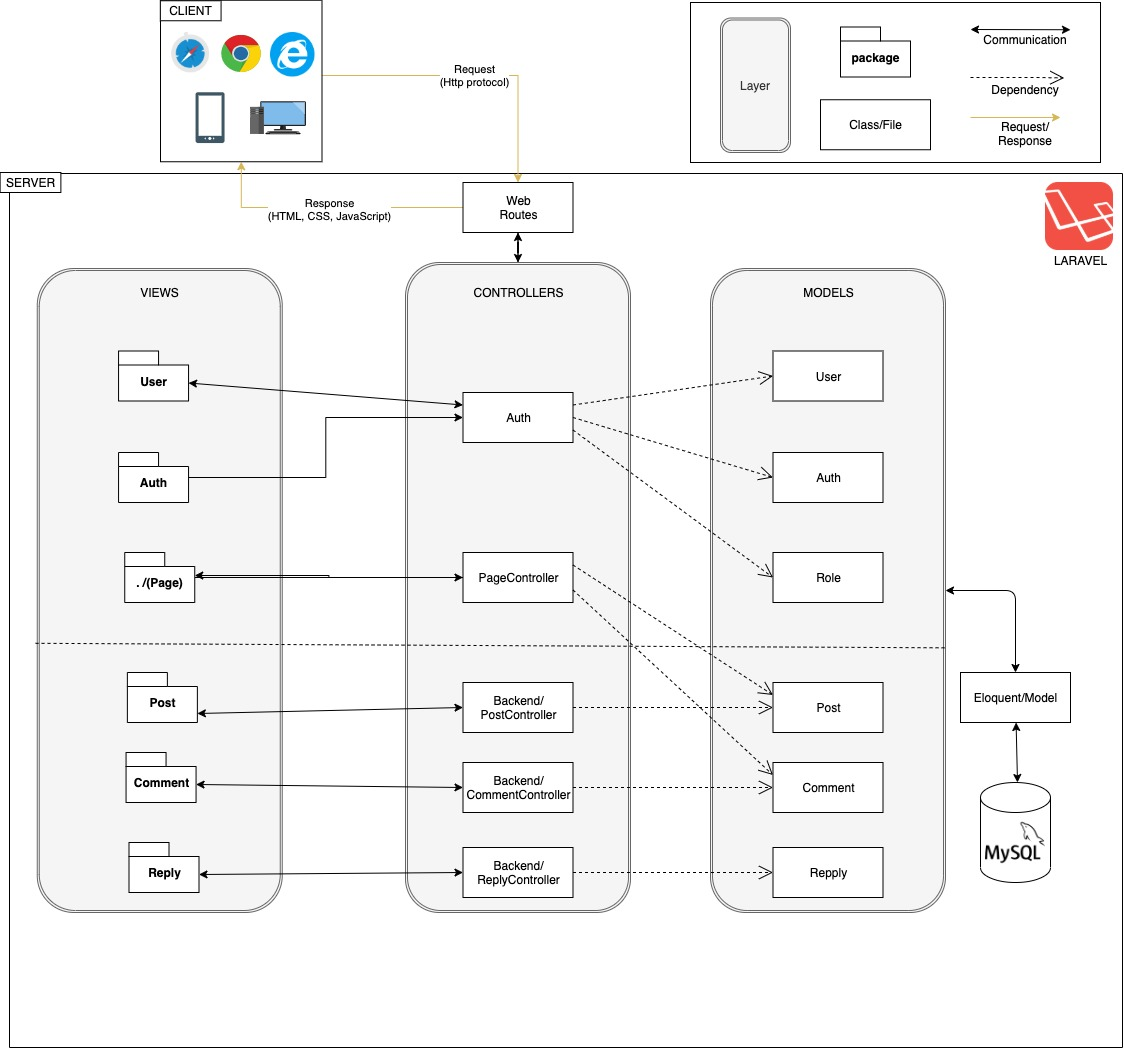 CLIENT
Request
(Http protocol)
Layer
package
Class/File
Communication
Dependency
Request/
Response
SERVER
Response
(HTML, CSS, JavaScript)
Web
Routes
LARAVEL
VIEWS
CONTROLLERS
MODELS
User
Auth
User
Auth
Auth
. /(Page)
PageController
Role
Post
Backend/
PostController
Post
Eloquent/Model
Comment
Backend/
CommentController
Comment
MySQL
Reply
Backend/
ReplyController
Repply